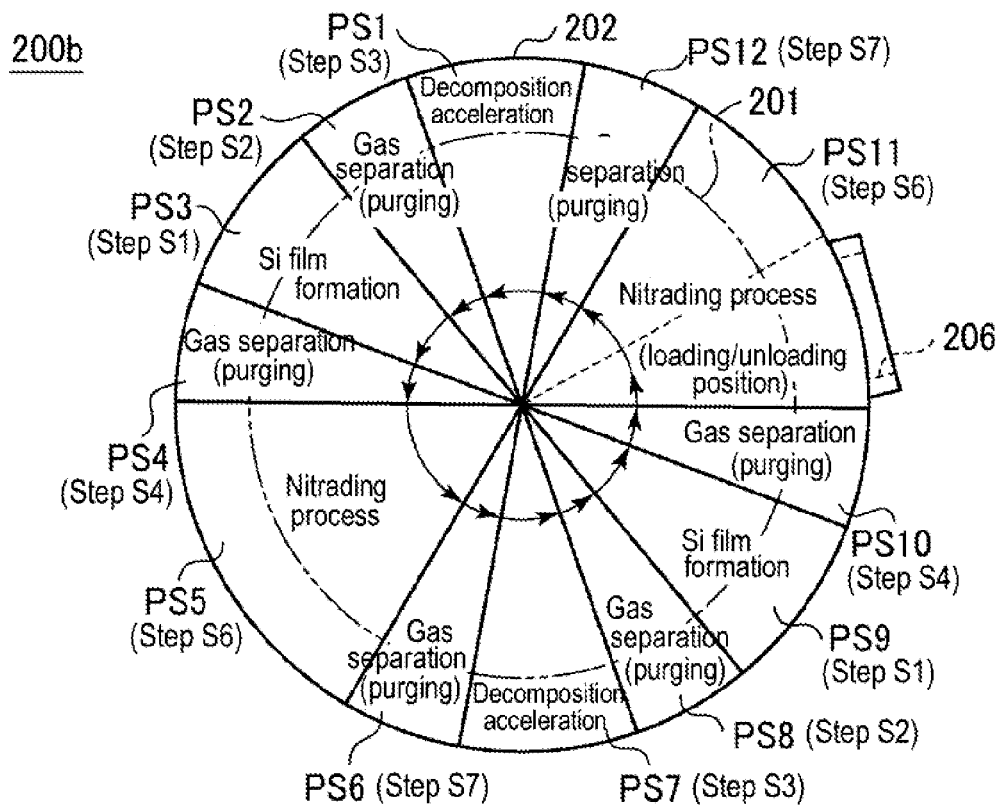 200b
PS1
(Step S3)
202
PS12 (Step S7)
201
PS11
(Step S6)
206
PS2
(Step S2)
PS3
(Step S1)
PS4
(Step S4)
PS5
(Step S6)
PS6 (Step S7)
PS7 (Step S3)
PS8 (Step S2)
PS9
(Step S1)
PS10
(Step S4)
Decomposition
acceleration
Gas
separation
(purging)
separation
(purging)
Si film
formation
Gas separation
(purging)
Nitrading process
(loading/unloading
position)
Gas separation
(purging)
Nitrading
process
Si film
formation
Gas
separation
(purging)
Gas
separation
(purging)
Decomposition
acceleration